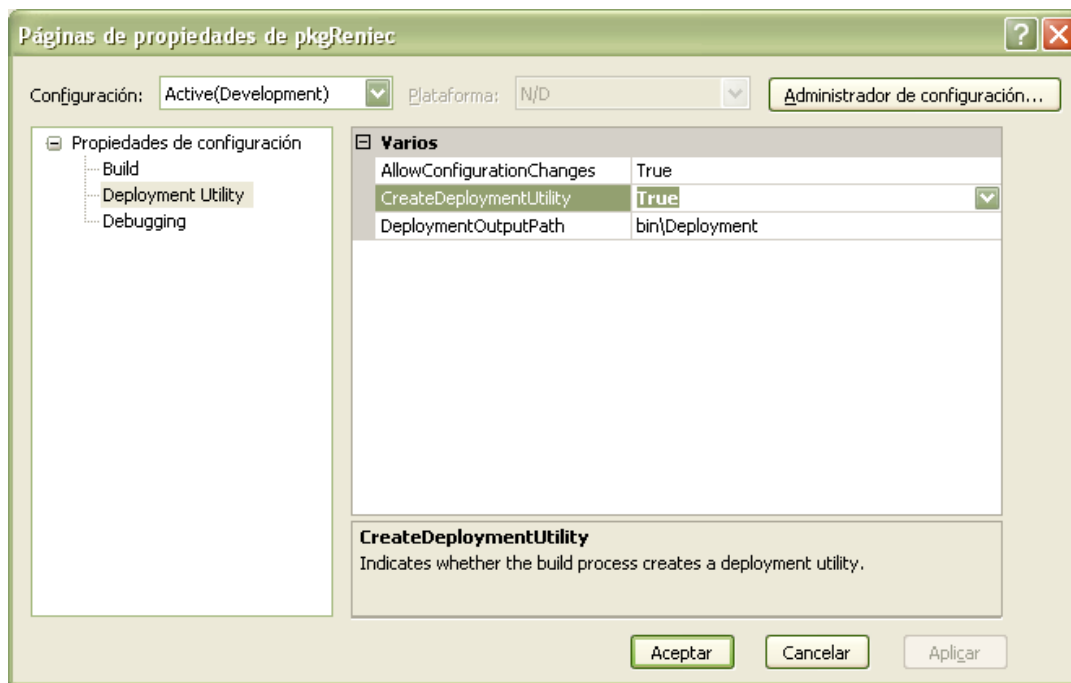 Páginas de propiedades de pkgReniec
Configuración: Active(Development) Plataforma: N/D Administrador de configuración...
Propiedades de configuración
Build
Deployment Utility
Debugging
Varios
AllowConfigurationChanges True
CreateDeploymentUtility True
DeploymentOutputPath bin\Deployment
CreateDeploymentUtility
Indicates whether the build process creates a deployment utility.
Aceptar Cancelar Aplicar